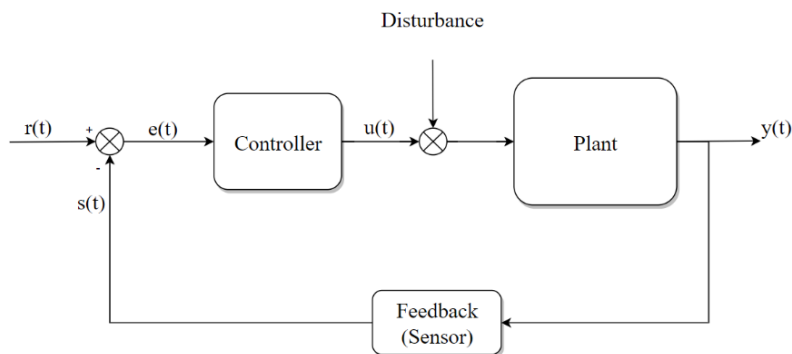 Disturbance
r(t)
+
e(t)
Controller
u(t)
Plant
y(t)
-
s(t)
Feedback
(Sensor)